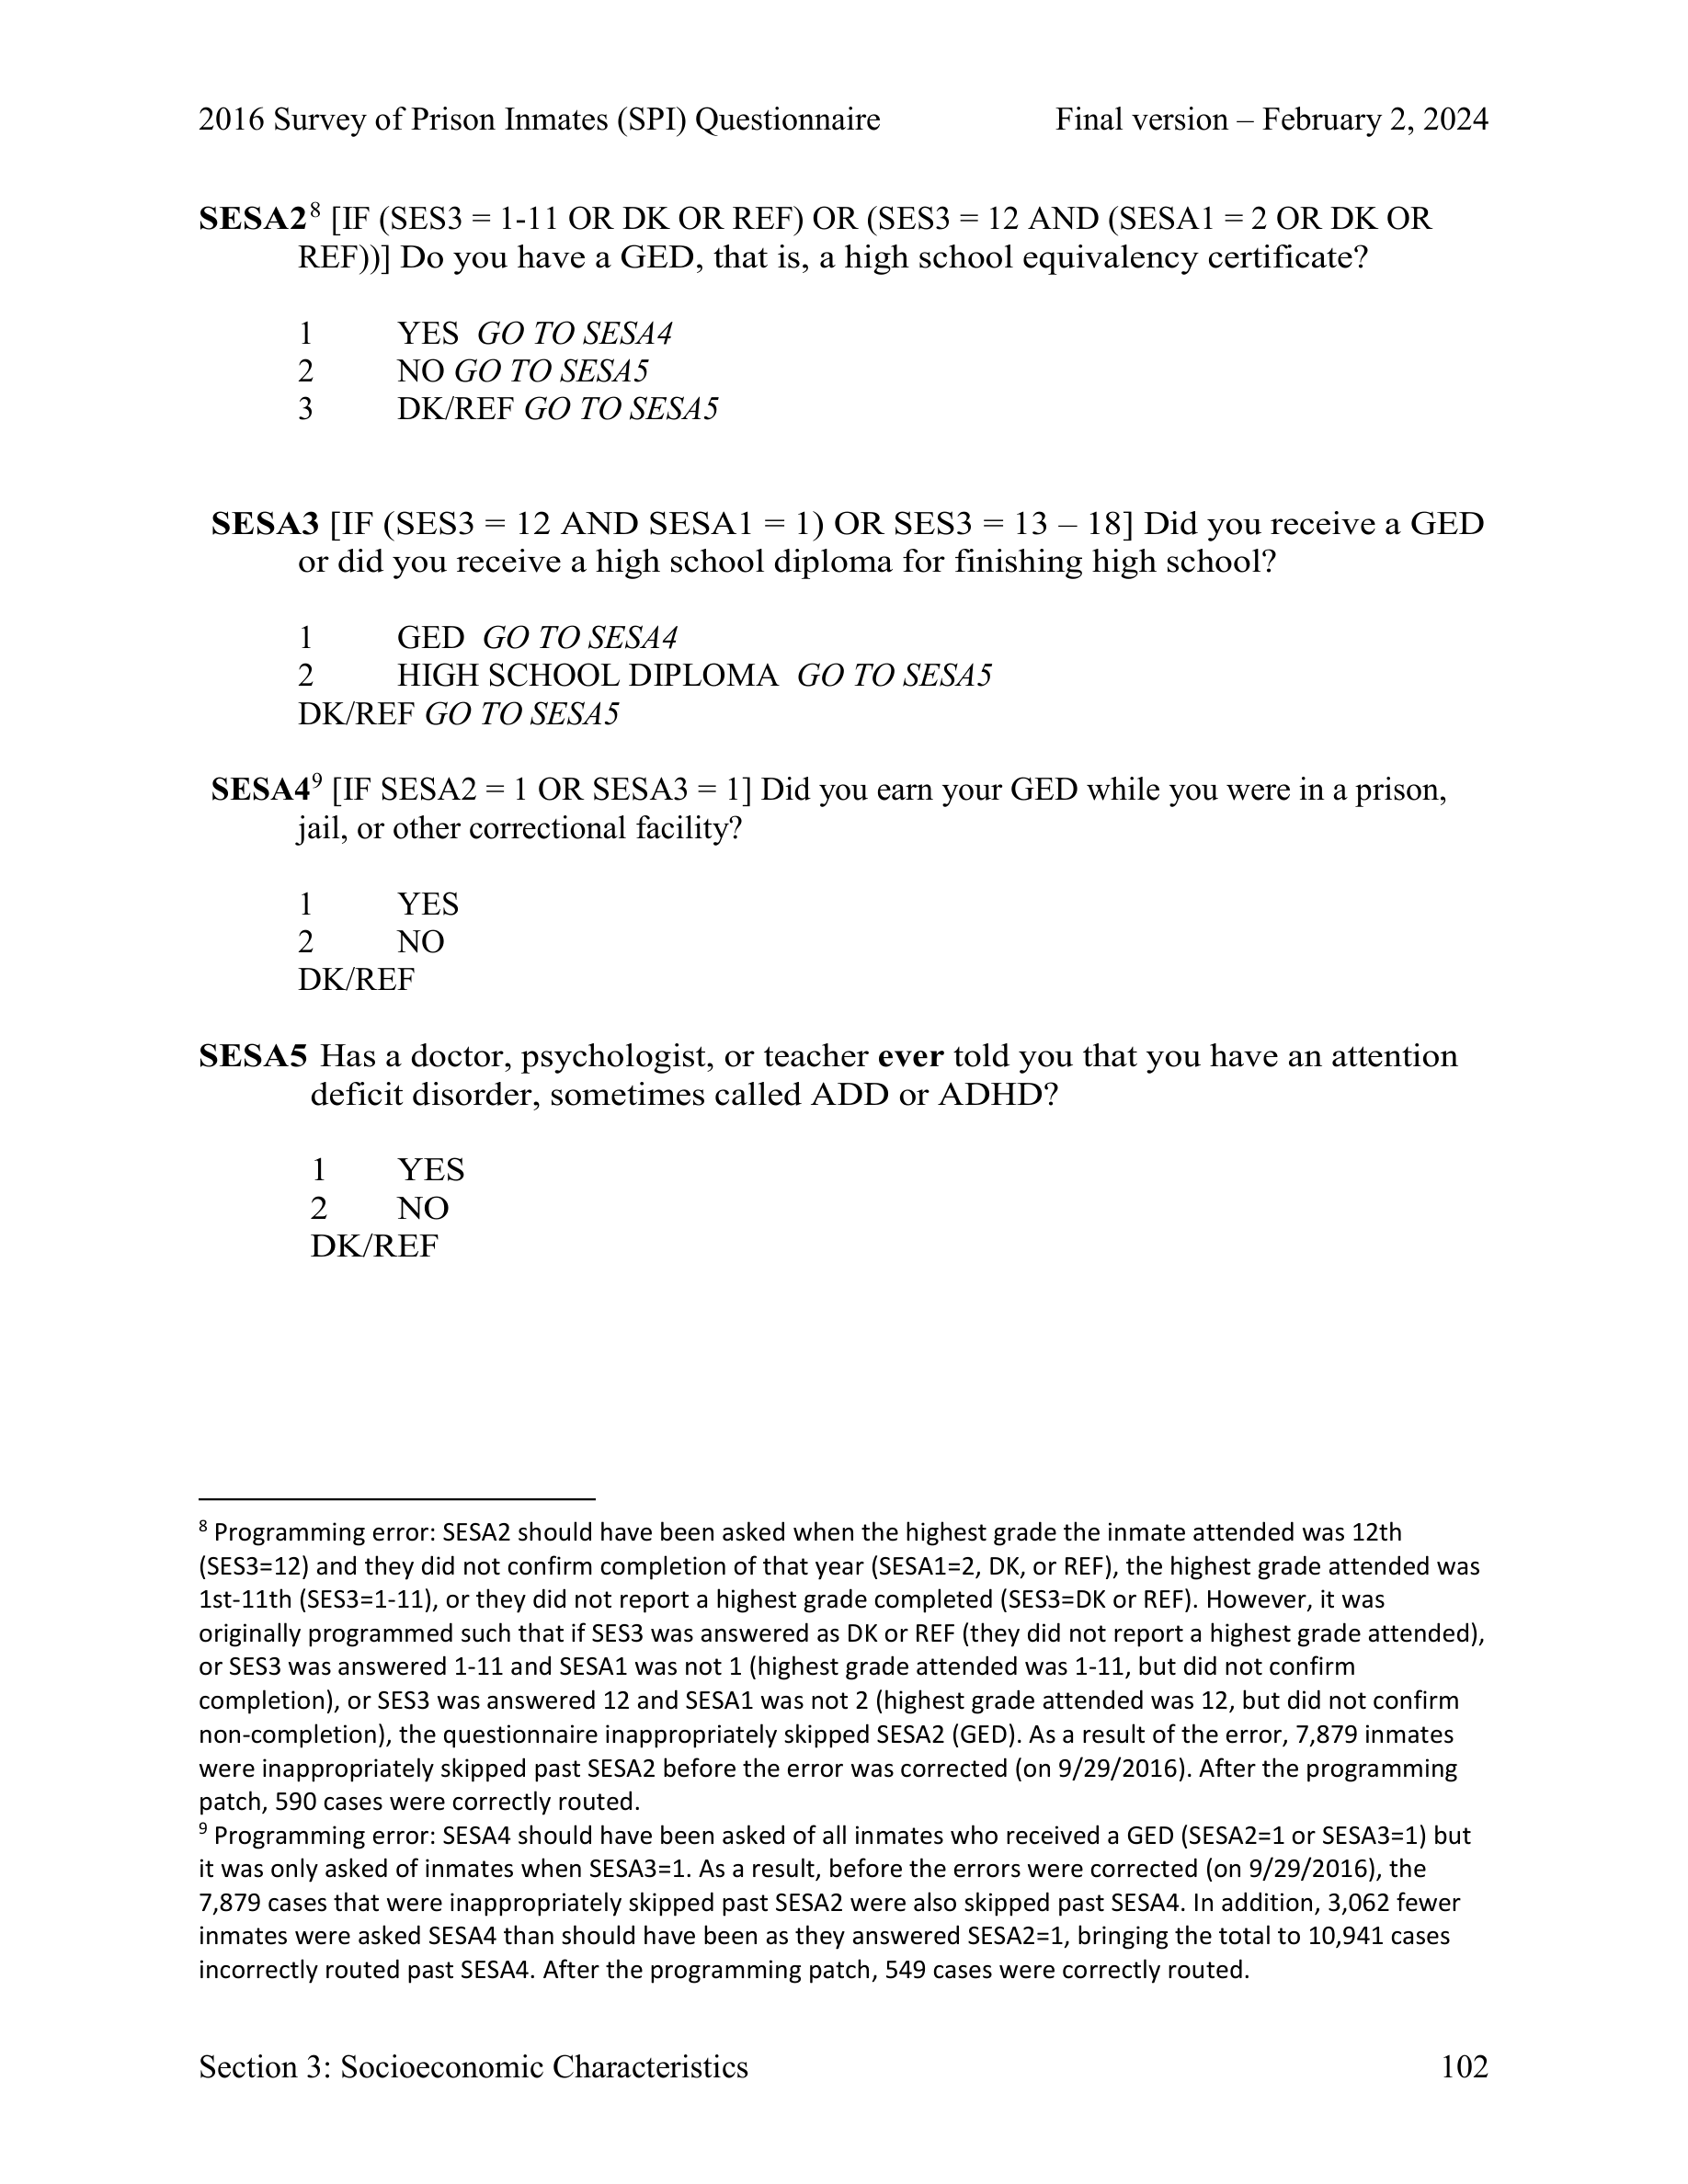 2016 Survey of Prison Inmates (SPI) Questionnaire Final version – February 2, 2024
SESA2⁸ [IF (SES3 = 1-11 OR DK OR REF) OR (SES3 = 12 AND (SESA1 = 2 OR DK OR
REF))] Do you have a GED, that is, a high school equivalency certificate?
1 YES GO TO SESA4
2 NO GO TO SESA5
3 DK/REF GO TO SESA5
SESA3 [IF (SES3 = 12 AND SESA1 = 1) OR SES3 = 13 – 18] Did you receive a GED
or did you receive a high school diploma for finishing high school?
1 GED GO TO SESA4
2 HIGH SCHOOL DIPLOMA GO TO SESA5
DK/REF GO TO SESA5
SESA4⁹ [IF SESA2 = 1 OR SESA3 = 1] Did you earn your GED while you were in a prison,
jail, or other correctional facility?
1 YES
2 NO
DK/REF
SESA5 Has a doctor, psychologist, or teacher ever told you that you have an attention
deficit disorder, sometimes called ADD or ADHD?
1 YES
2 NO
DK/REF
⁸ Programming error: SESA2 should have been asked when the highest grade the inmate attended was 12th
(SES3=12) and they did not confirm completion of that year (SESA1=2, DK, or REF), the highest grade attended was
1st-11th (SES3=1-11), or they did not report a highest grade completed (SES3=DK or REF). However, it was
originally programmed such that if SES3 was answered as DK or REF (they did not report a highest grade attended),
or SES3 was answered 1-11 and SESA1 was not 1 (highest grade attended was 1-11, but did not confirm
completion), or SES3 was answered 12 and SESA1 was not 2 (highest grade attended was 12, but did not confirm
non-completion), the questionnaire inappropriately skipped SESA2 (GED). As a result of the error, 7,879 inmates
were inappropriately skipped past SESA2 before the error was corrected (on 9/29/2016). After the programming
patch, 590 cases were correctly routed.
⁹ Programming error: SESA4 should have been asked of all inmates who received a GED (SESA2=1 or SESA3=1) but
it was only asked of inmates when SESA3=1. As a result, before the errors were corrected (on 9/29/2016), the
7,879 cases that were inappropriately skipped past SESA2 were also skipped past SESA4. In addition, 3,062 fewer
inmates were asked SESA4 than should have been as they answered SESA2=1, bringing the total to 10,941 cases
incorrectly routed past SESA4. After the programming patch, 549 cases were correctly routed.
Section 3: Socioeconomic Characteristics 102